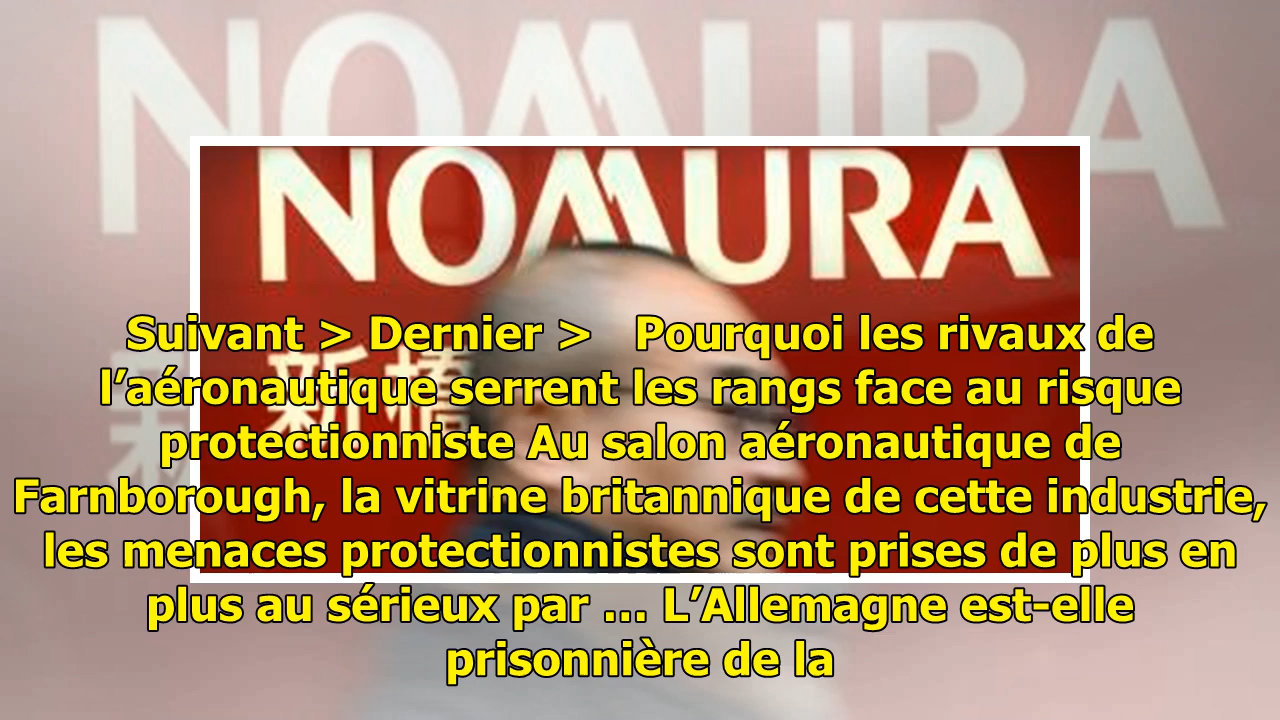 NOMURA
NOMURA
新橋
Suivant > Dernier >   Pourquoi les rivaux de
l’aéronautique serrent les rangs face au risque
protectionniste Au salon aéronautique de
Farnborough, la vitrine britannique de cette industrie,
les menaces protectionnistes sont prises de plus en
plus au sérieux par ... L’Allemagne est-elle
prisonnière de la